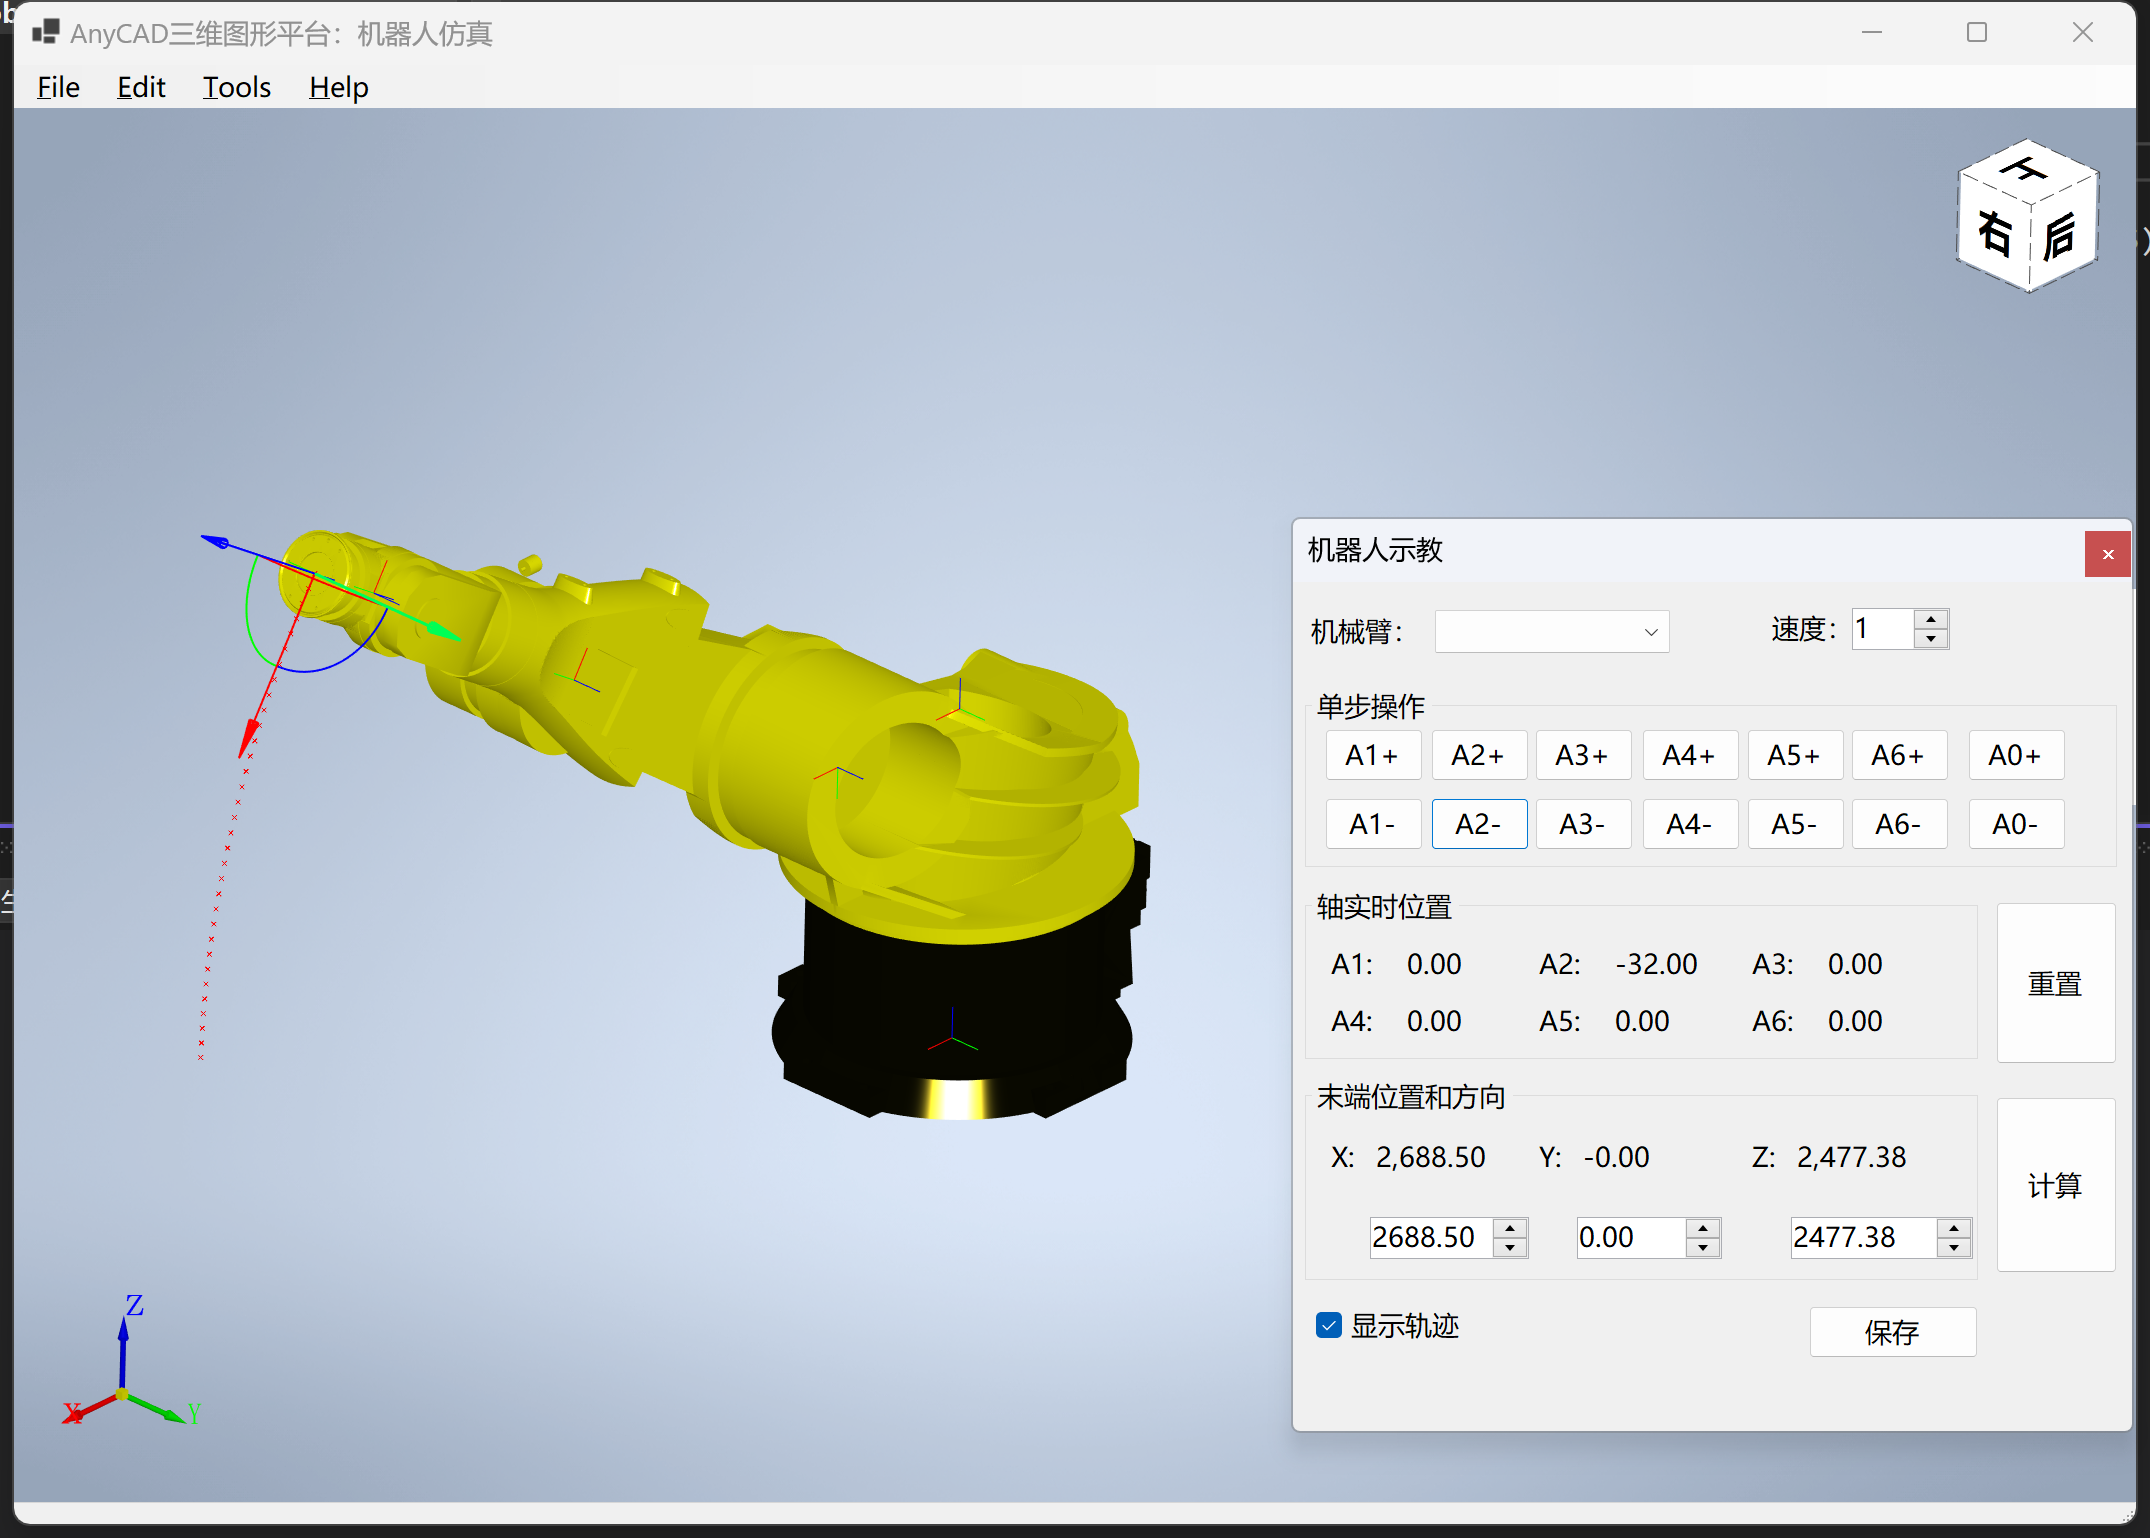 AnyCAD三维图形平台：机器人仿真
File Edit Tools Help
上
右 后
机器人示教
机械臂： 速度： 1
单步操作
A1+ A2+ A3+ A4+ A5+ A6+ A0+
A1- A2- A3- A4- A5- A6- A0-
轴实时位置
A1: 0.00 A2: -32.00 A3: 0.00
A4: 0.00 A5: 0.00 A6: 0.00
重置
末端位置和方向
X: 2,688.50 Y: -0.00 Z: 2,477.38
计算
2688.50 0.00 2477.38
显示轨迹
保存
Z
X Y